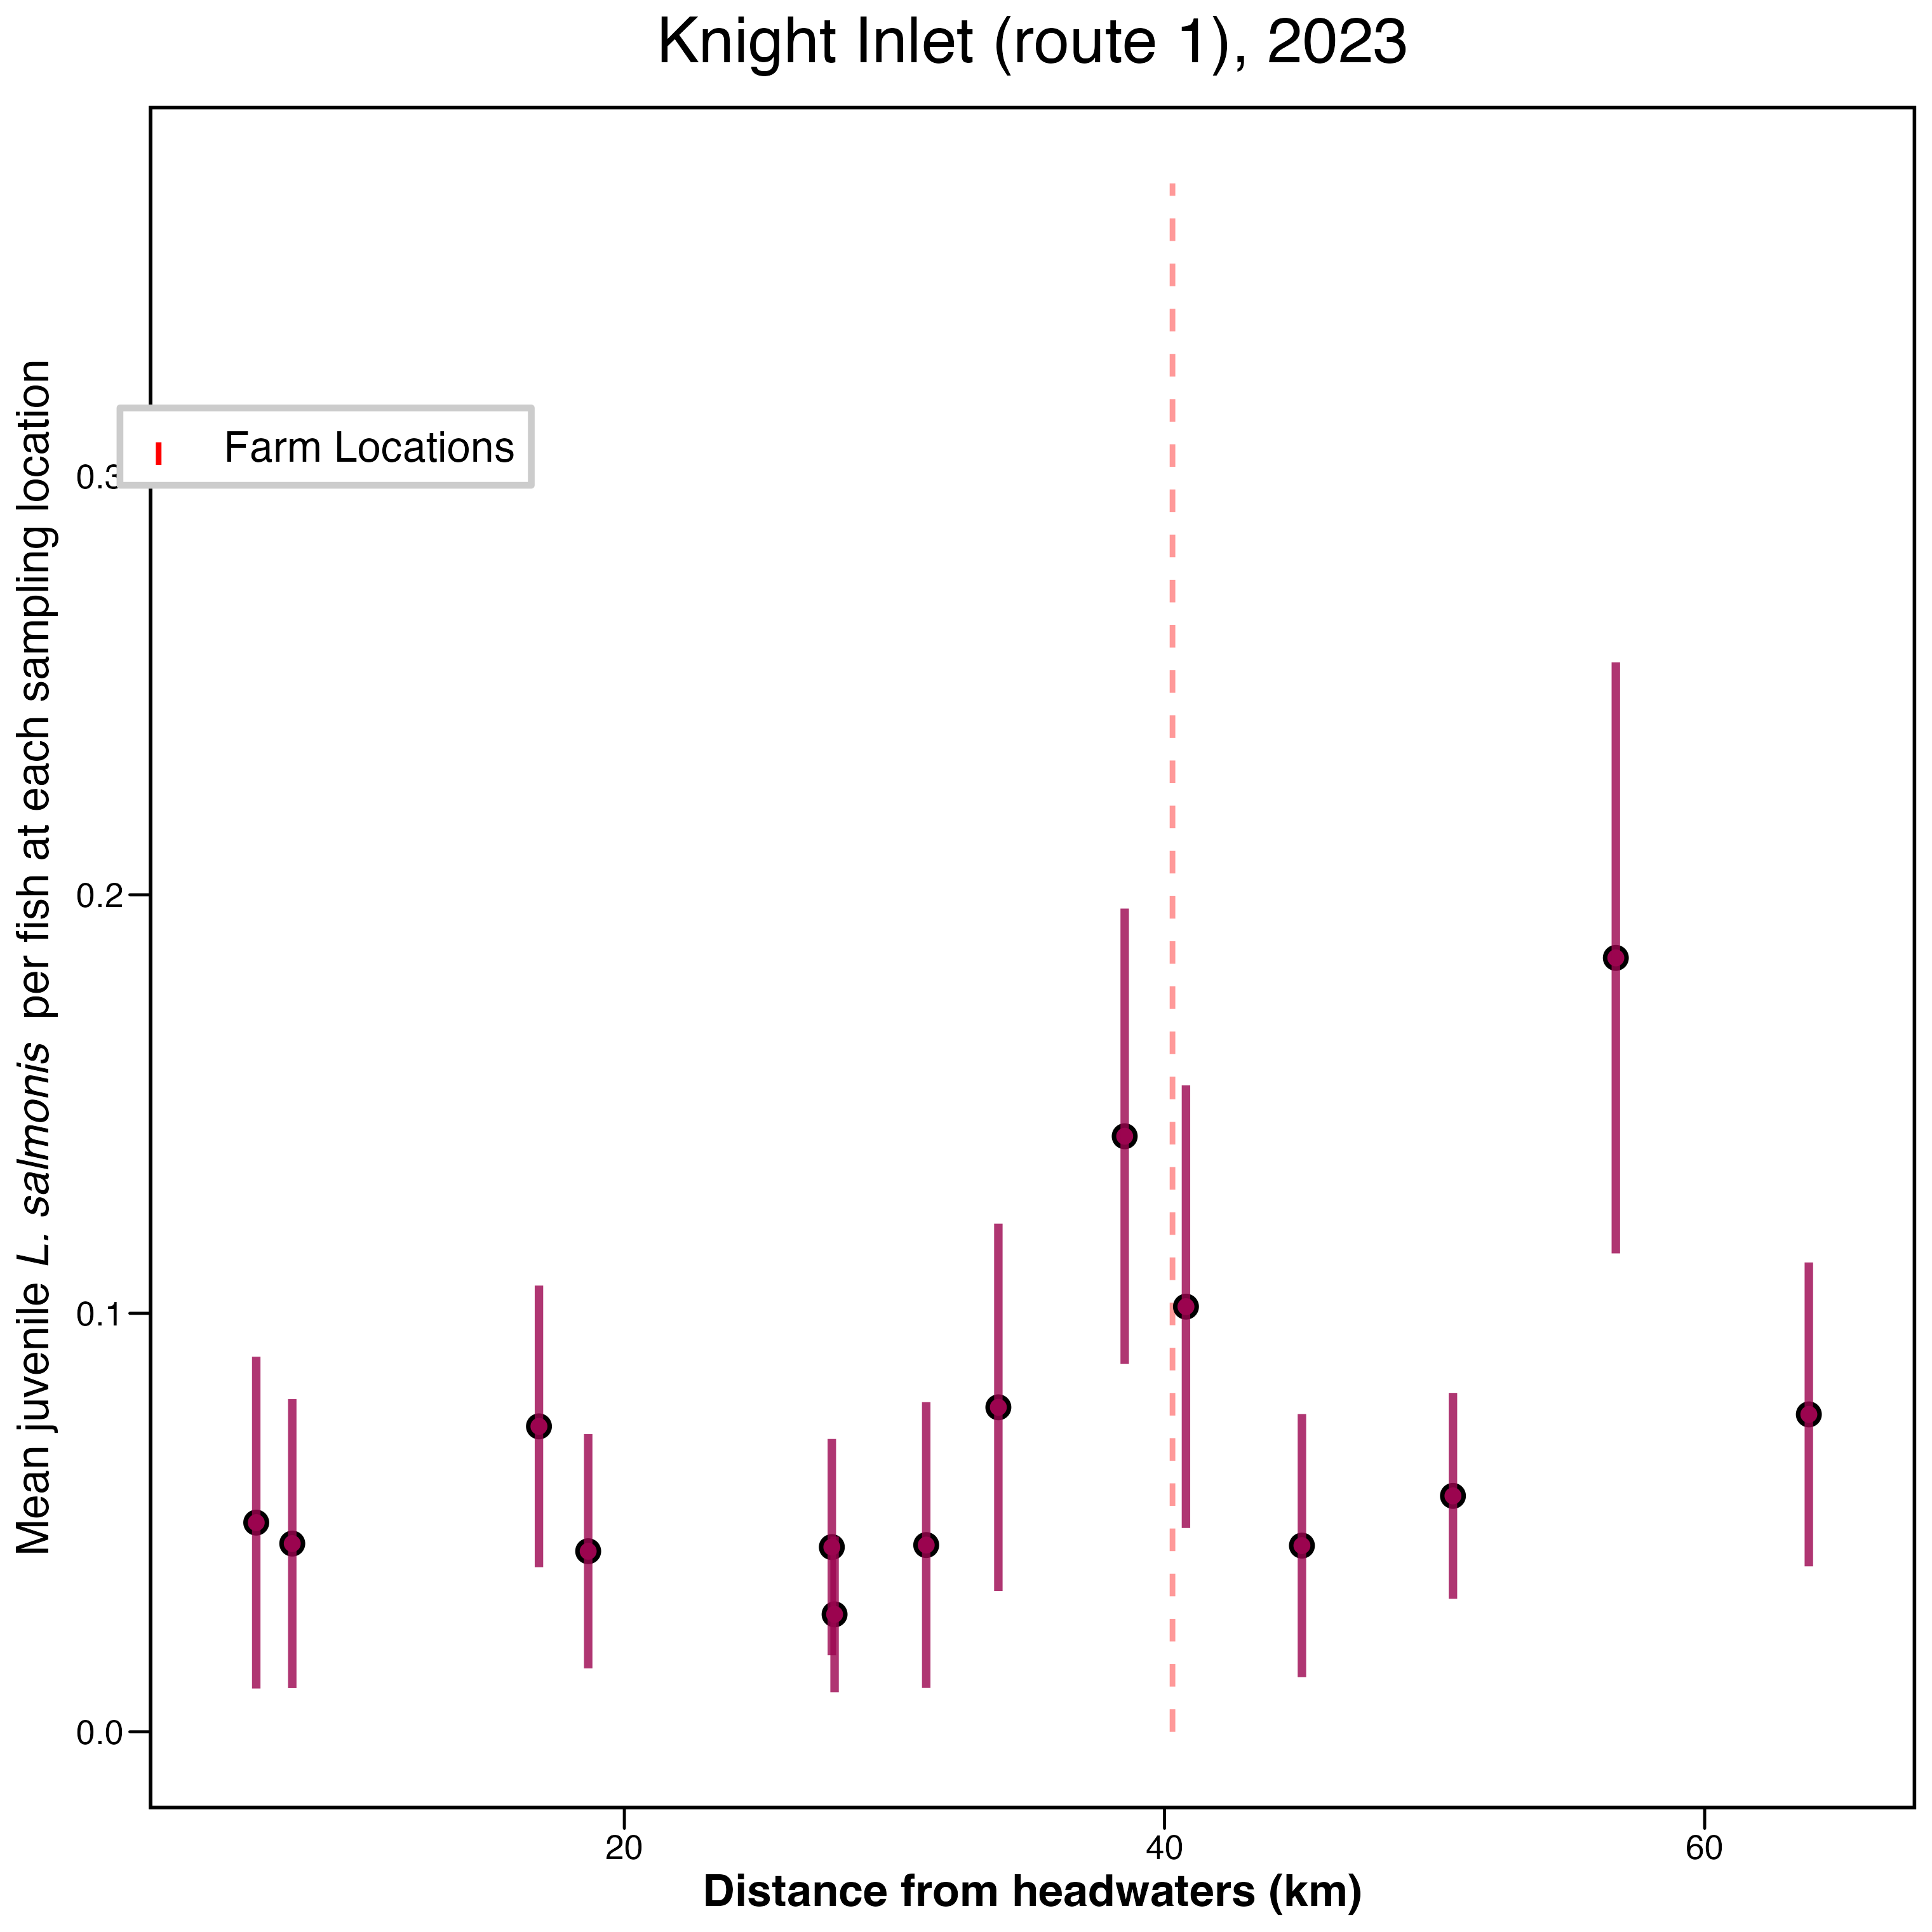 Knight Inlet (route 1), 2023
Mean juvenile L. salmonis per fish at each sampling location
Farm Locations
0.3
0.2
0.1
0.0
20
40
60
Distance from headwaters (km)